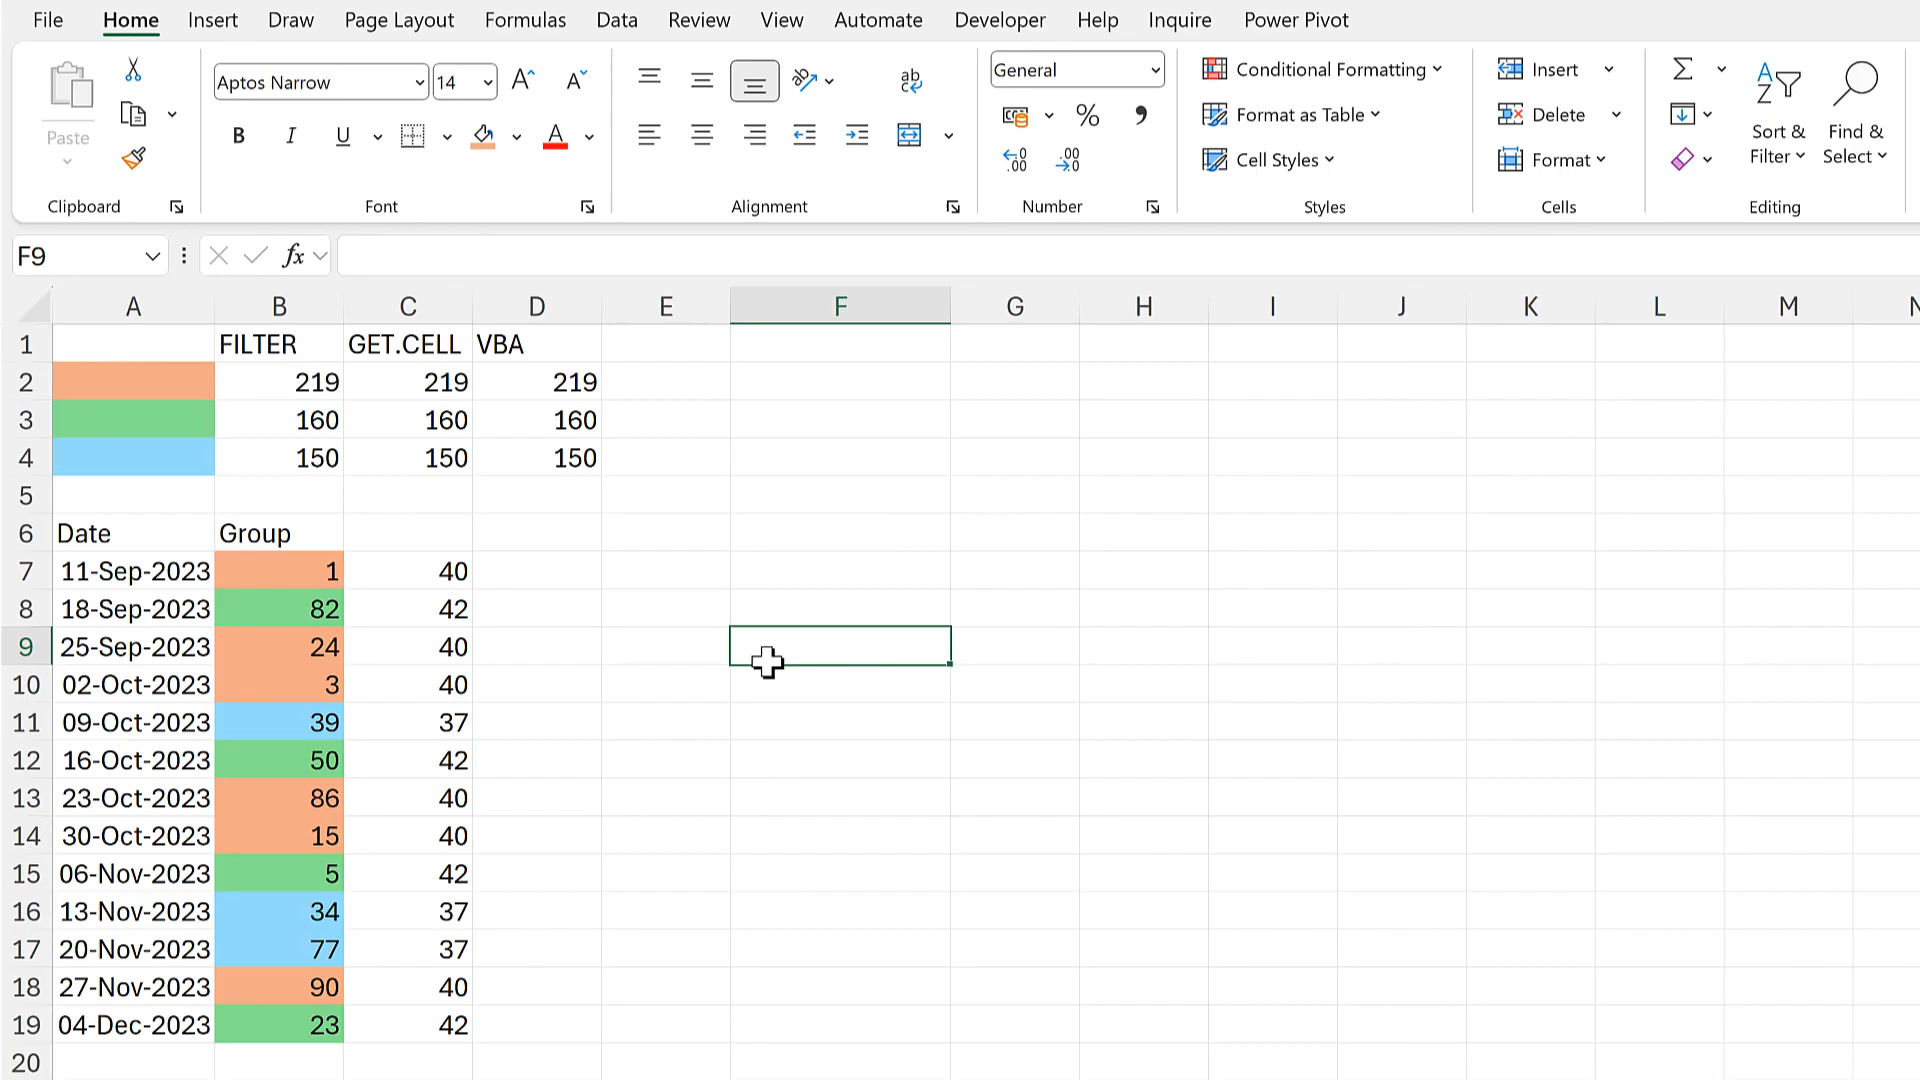 File Home Insert Draw Page Layout Formulas Data Review View Automate Developer Help Inquire Power Pivot
Paste
Clipboard
Aptos Narrow 14
B I U A
Font
ab
Alignment
General
% ,
.00 .00
Number
Conditional Formatting
Format as Table
Cell Styles
Styles
Insert
Delete
Format
Cells
Sort & Filter
Find & Select
Editing
F9 fx
A B C D E F G H I J K L M N
1 FILTER GET.CELL VBA
2 219 219 219
3 160 160 160
4 150 150 150
5
6 Date Group
7 11-Sep-2023 1 40
8 18-Sep-2023 82 42
9 25-Sep-2023 24 40
10 02-Oct-2023 3 40
11 09-Oct-2023 39 37
12 16-Oct-2023 50 42
13 23-Oct-2023 86 40
14 30-Oct-2023 15 40
15 06-Nov-2023 5 42
16 13-Nov-2023 34 37
17 20-Nov-2023 77 37
18 27-Nov-2023 90 40
19 04-Dec-2023 23 42
20